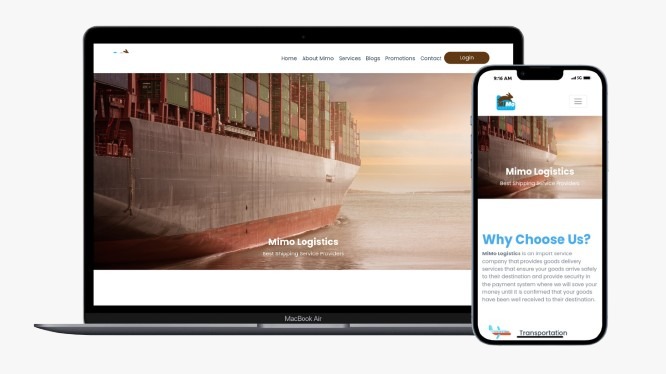 Home About Mimo Services Blogs Promotions Contact Login
Mimo Logistics
Best Shipping Service Providers
MacBook Air
9:16 AM
5G
Mimo Logistics
Best Shipping Service Providers
Why Choose Us?
MiMo Logistics is an import service
company that provides goods delivery
services that ensure your goods arrive safely
to their destination and provide security in
the payment system where we will save your
money until it is confirmed that your goods
have been well received to their destination.
Transportation